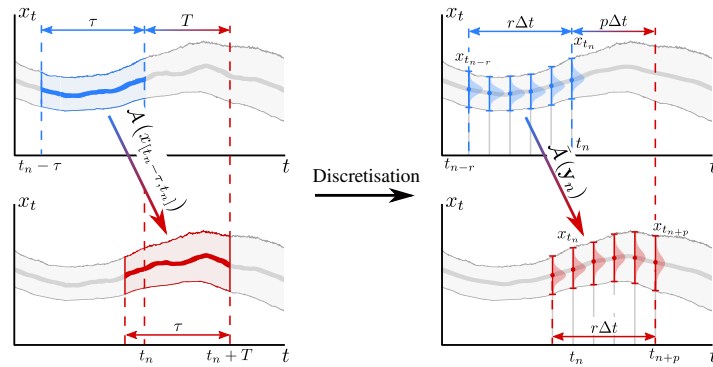 x_t
τ
T
t_n − τ
t
𝒜(x_{[t_n−τ,t_n]})
x_t
τ
t_n
t_n + T
t
Discretisation
x_t
rΔt
pΔt
x_{t_{n−r}}
x_{t_n}
t_{n−r}
t_n
t
𝒜̃(𝐲_n)
x_t
x_{t_n}
x_{t_{n+p}}
rΔt
t_n
t_{n+p}
t